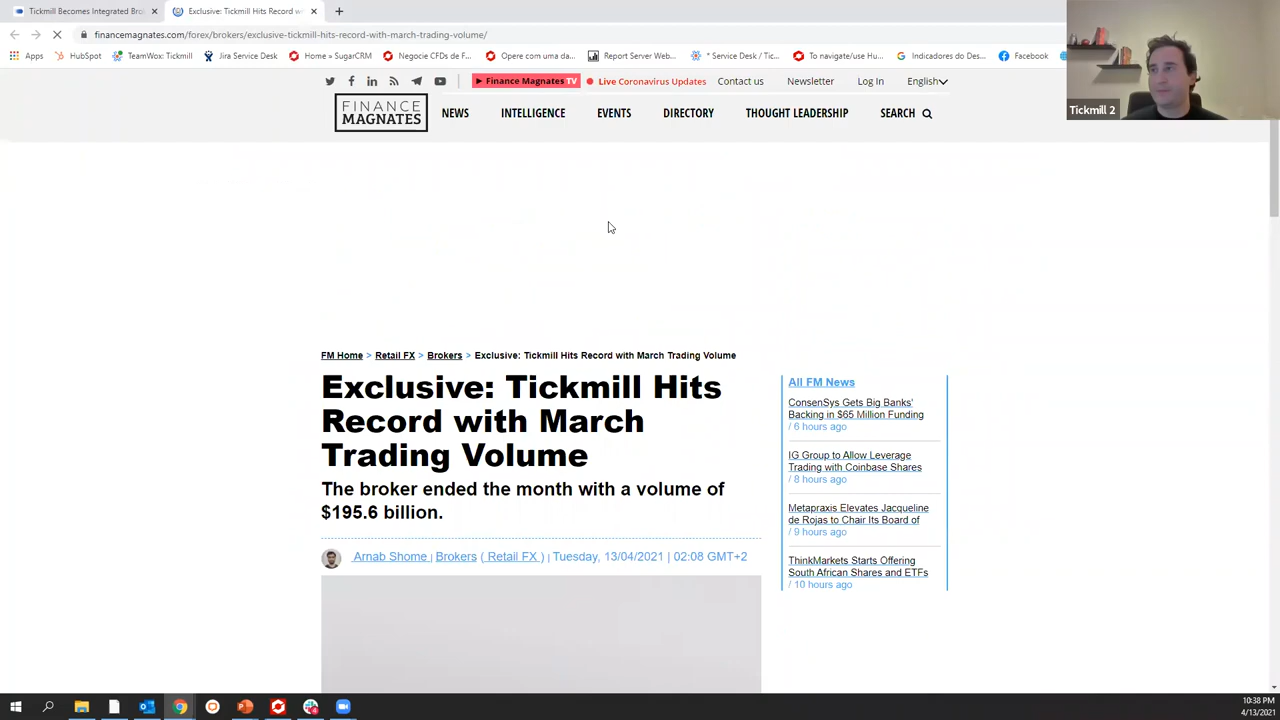 Tickmill Becomes Integrated Bro
Exclusive: Tickmill Hits Record w
financemagnates.com/forex/brokers/exclusive-tickmill-hits-record-with-march-trading-volume/
Apps
HubSpot
TeamWox: Tickmill
Jira Service Desk
Home » SugarCRM
Negocie CFDs de F...
Opere com uma da...
Report Server Web...
* Service Desk / Tic...
To navigate/use Hu...
Indicadores do Des...
Facebook
Tickmill 2
Finance Magnates TV
Live Coronavirus Updates
Contact us
Newsletter
Log In
English
FINANCE
MAGNATES
NEWS
INTELLIGENCE
EVENTS
DIRECTORY
THOUGHT LEADERSHIP
SEARCH
FM Home > Retail FX > Brokers > Exclusive: Tickmill Hits Record with March Trading Volume
Exclusive: Tickmill Hits
Record with March
Trading Volume
The broker ended the month with a volume of
$195.6 billion.
Arnab Shome | Brokers ( Retail FX ) | Tuesday, 13/04/2021 | 02:08 GMT+2
All FM News
ConsenSys Gets Big Banks'
Backing in $65 Million Funding
/ 6 hours ago
IG Group to Allow Leverage
Trading with Coinbase Shares
/ 8 hours ago
Metapraxis Elevates Jacqueline
de Rojas to Chair Its Board of
/ 9 hours ago
ThinkMarkets Starts Offering
South African Shares and ETFs
/ 10 hours ago
10:38 PM
4/13/2021